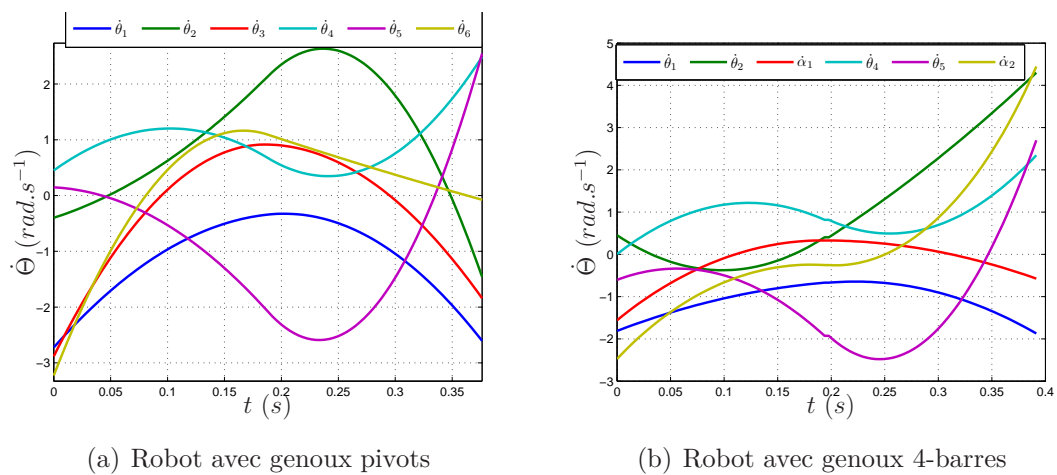 θ̇₁ θ̇₂ θ̇₃ θ̇₄ θ̇₅ θ̇₆
2
1
0
−1
−2
−3
Θ̇ (rad.s⁻¹)
0 0.05 0.1 0.15 0.2 0.25 0.3 0.35
t (s)
(a) Robot avec genoux pivots
θ̇₁ θ̇₂ α̇₁ θ̇₄ θ̇₅ α̇₂
5
4
3
2
1
0
−1
−2
−3
Θ̇ (rad.s⁻¹)
0 0.05 0.1 0.15 0.2 0.25 0.3 0.35 0.4
t (s)
(b) Robot avec genoux 4-barres